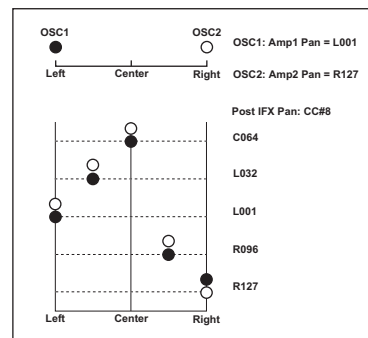 OSC1
OSC2
OSC1: Amp1 Pan = L001
Left
Center
Right
OSC2: Amp2 Pan = R127
Post IFX Pan: CC#8
C064
L032
L001
R096
R127
Left
Center
Right